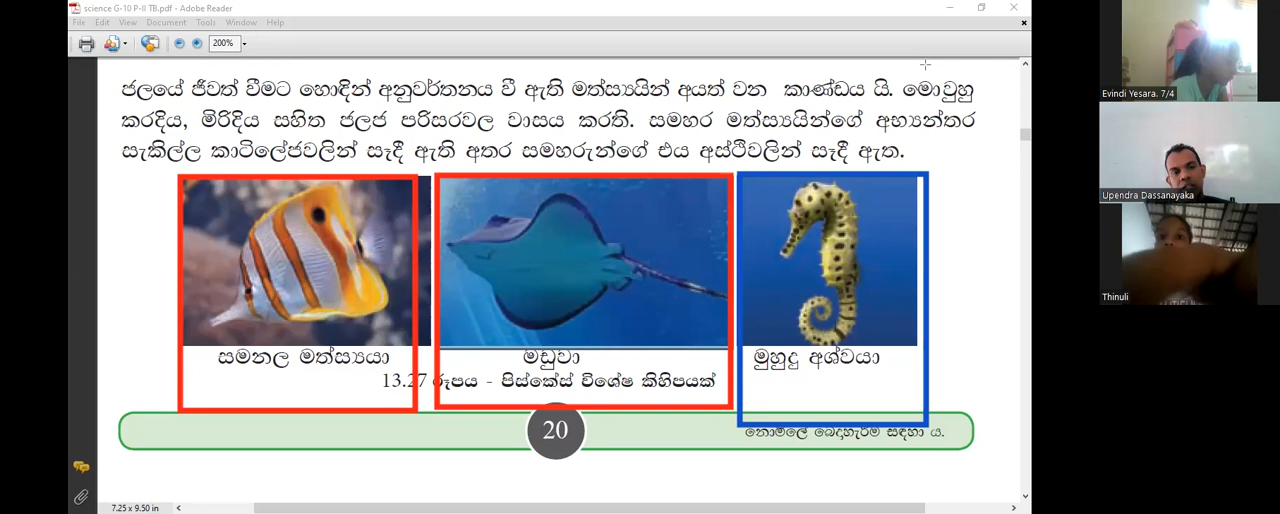 science G-10 P-II TB.pdf - Adobe Reader
File Edit View Document Tools Window Help
200%
ජලයේ ජීවත් වීමට හොඳින් අනුවර්තනය වී ඇති මත්ස්‍යයින් අයත් වන කාණ්ඩය යි. මොවුහු
කරදිය, මිරිදිය සහිත ජලජ පරිසරවල වාසය කරති. සමහර මත්ස්‍යයින්ගේ අභ්‍යන්තර
සැකිල්ල කාටිලේජවලින් සෑදී ඇති අතර සමහරුන්ගේ එය අස්ථිවලින් සෑදී ඇත.
සමනල මත්ස්‍යයා මඩුවා මුහුදු අශ්වයා
13.27 රූපය - පිස්කේස් විශේෂ කිහිපයක්
20
නොමිලේ බෙදාහැරීම සඳහා ය.
7.25 x 9.50 in
Evindi Yesara. 7/4
Upendra Dassanayaka
Thinuli